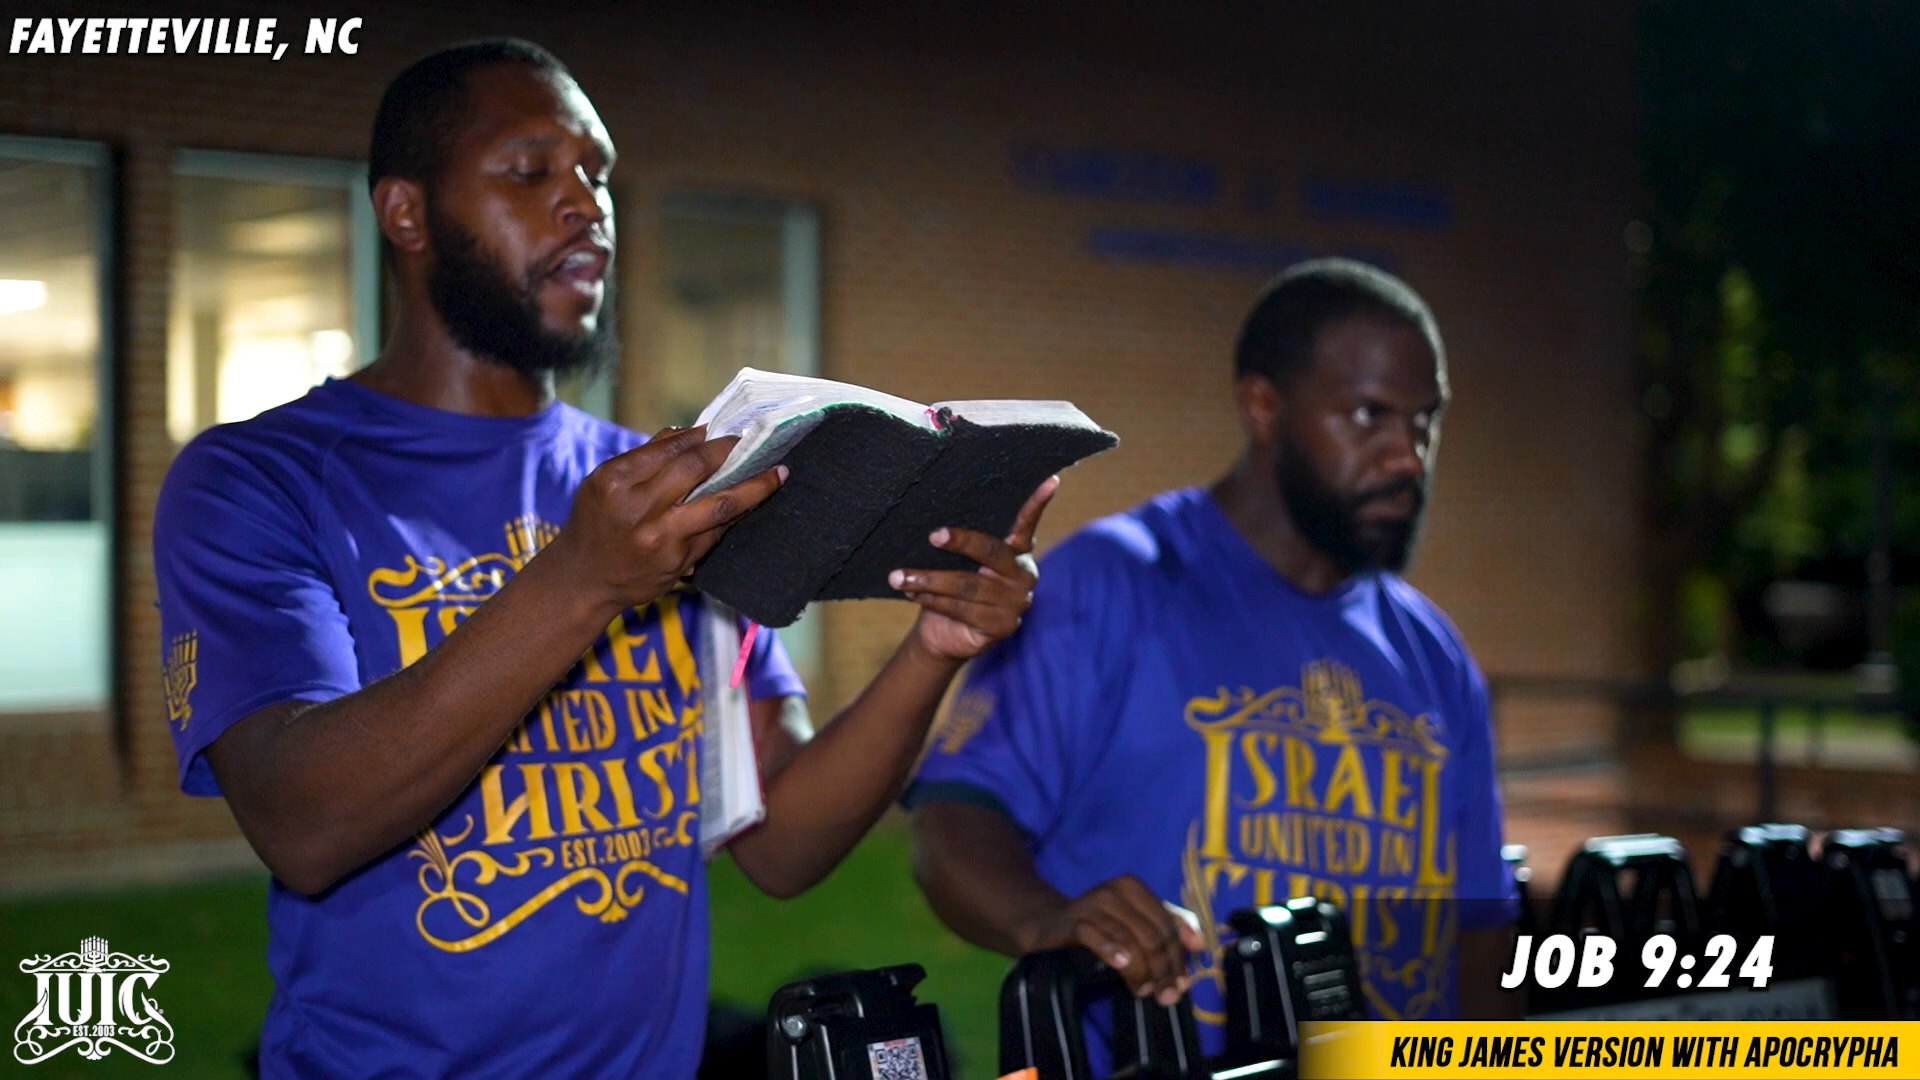 FAYETTEVILLE, NC
ISRAEL
UNITED IN
CHRIST
EST.2003
ISRAEL
UNITED IN
CHRIST
IUIC
EST.2003
JOB 9:24
KING JAMES VERSION WITH APOCRYPHA